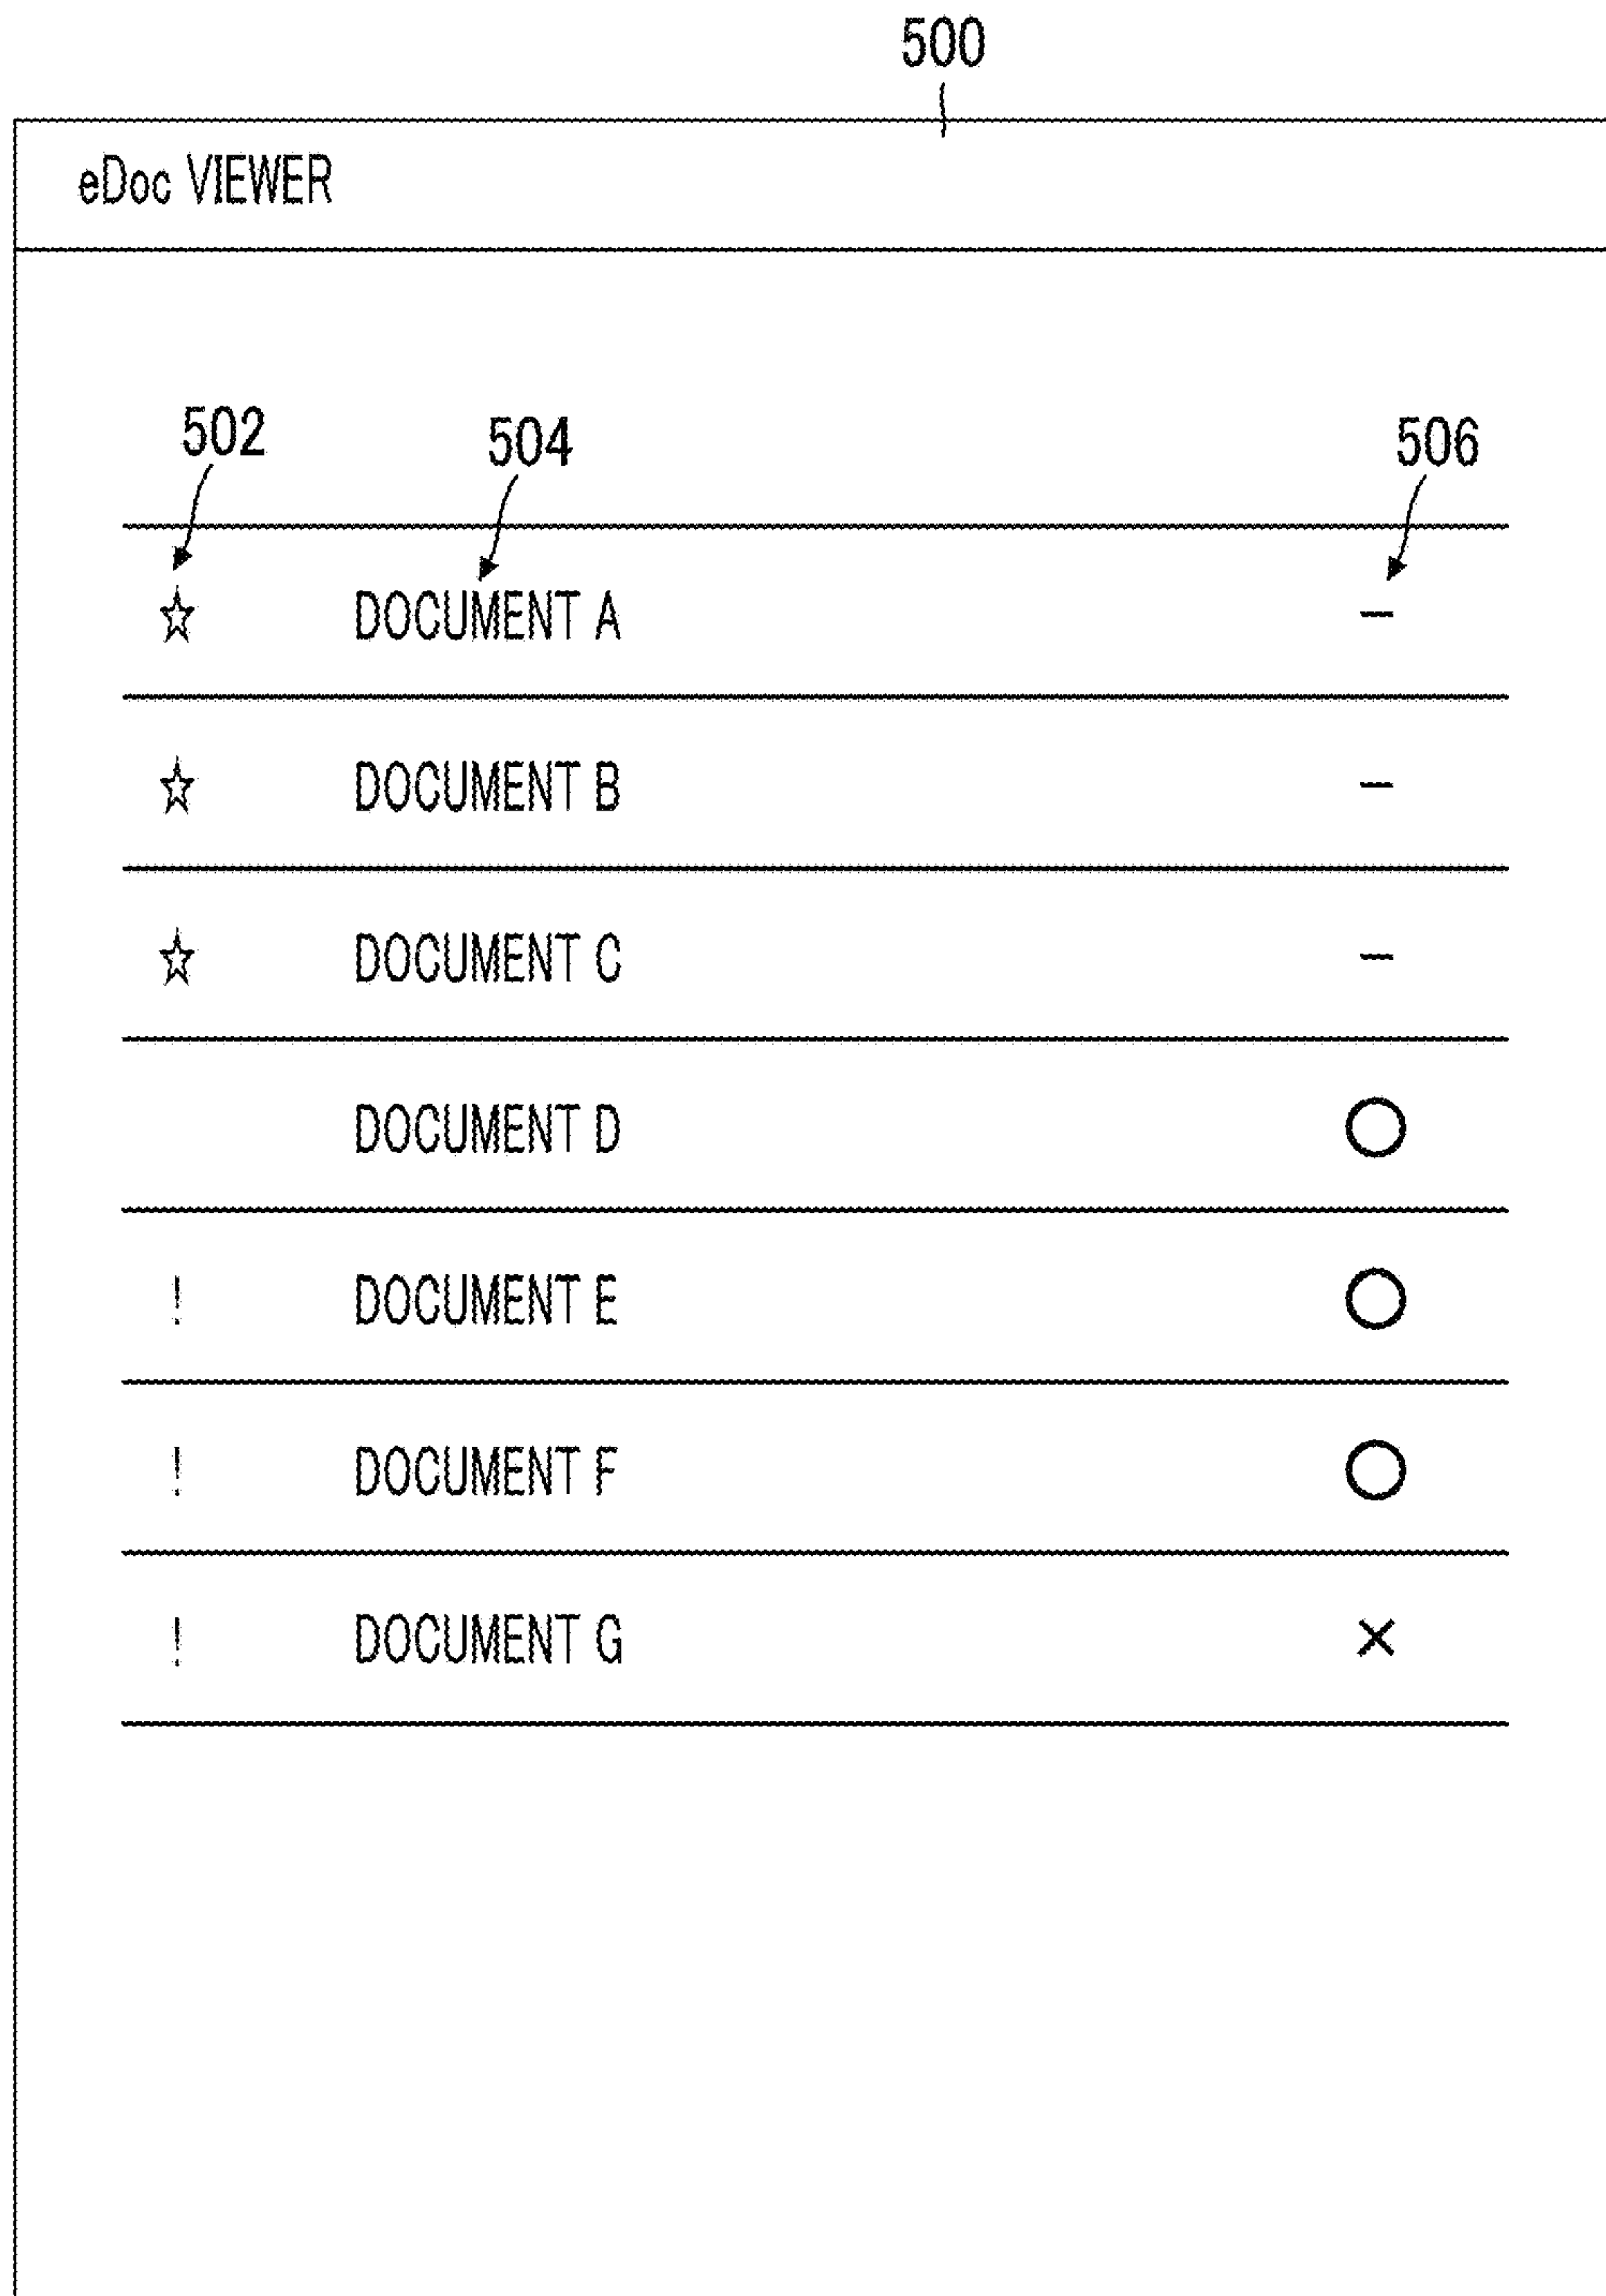 500
eDoc VIEWER
502 504 506
☆ DOCUMENT A —
☆ DOCUMENT B —
☆ DOCUMENT C —
DOCUMENT D ○
! DOCUMENT E ○
! DOCUMENT F ○
! DOCUMENT G ×